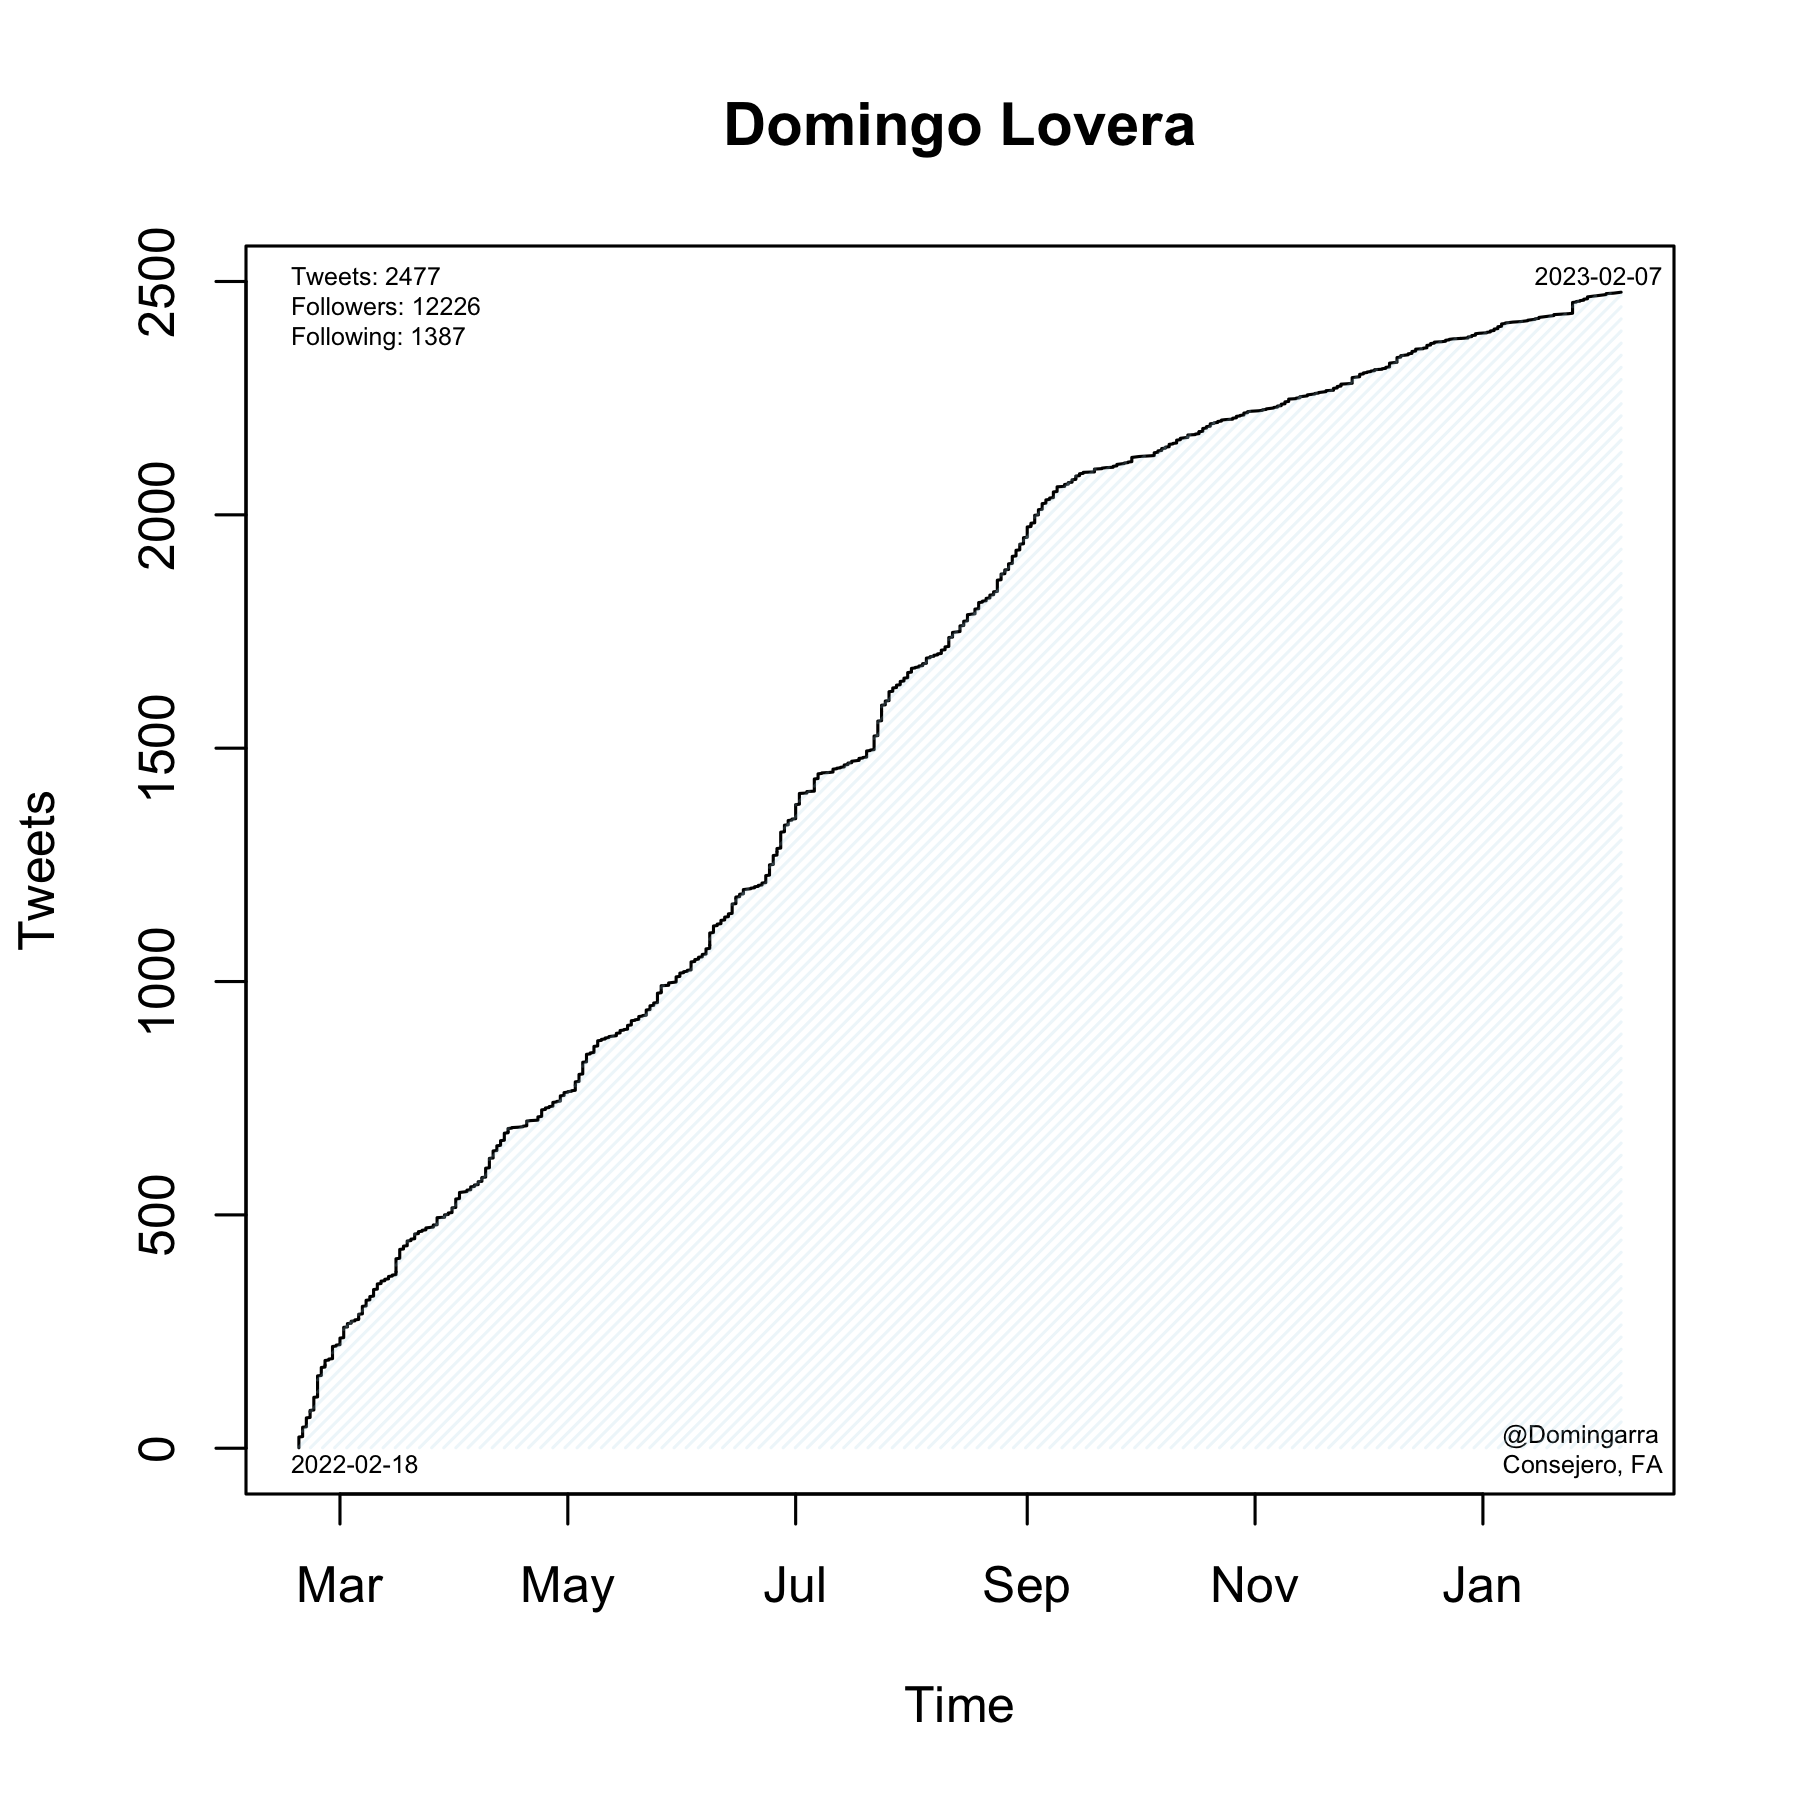 Domingo Lovera
Tweets: 2477
Followers: 12226
Following: 1387
2023-02-07
2500
2000
1500
1000
500
0
Tweets
2022-02-18
@Domingarra
Consejero, FA
Mar
May
Jul
Sep
Nov
Jan
Time